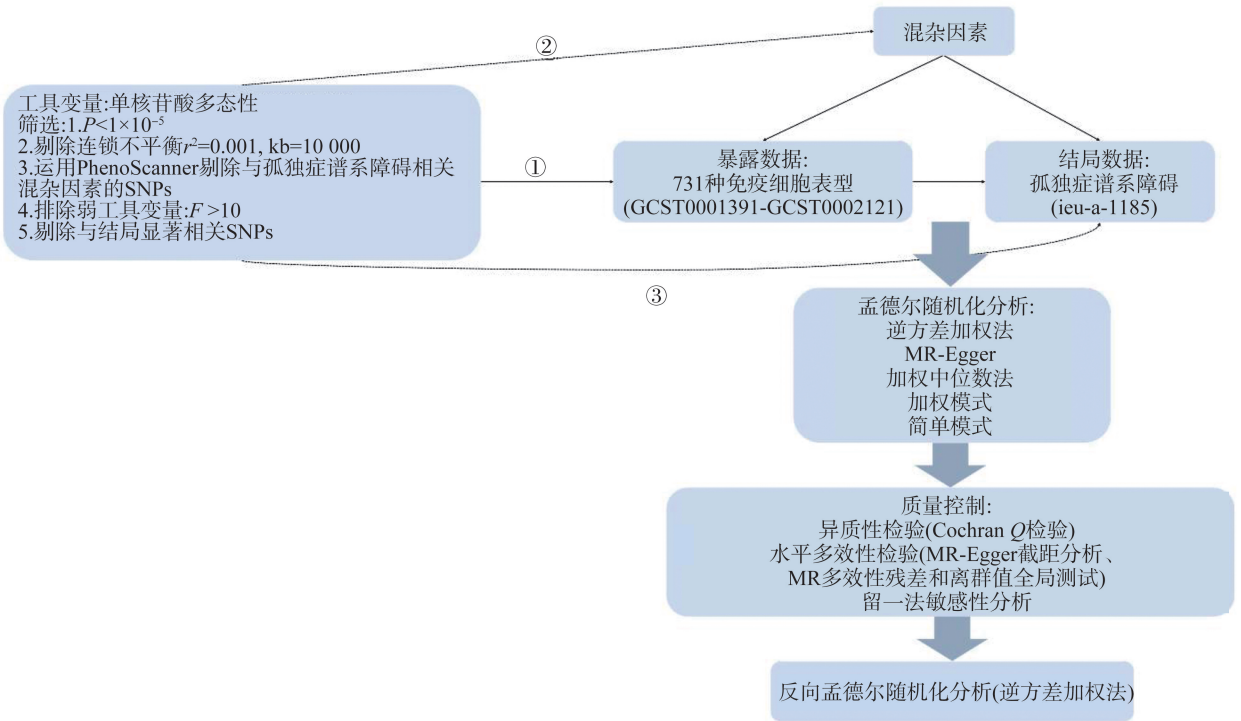 混杂因素
②
工具变量:单核苷酸多态性
筛选:1.P<1×10⁻⁵
2.剔除连锁不平衡r²=0.001, kb=10 000
3.运用PhenoScanner剔除与孤独症谱系障碍相关
混杂因素的SNPs
4.排除弱工具变量:F >10
5.剔除与结局显著相关SNPs
①
暴露数据:
731种免疫细胞表型
(GCST0001391-GCST0002121)
结局数据:
孤独症谱系障碍
(ieu-a-1185)
③
孟德尔随机化分析:
逆方差加权法
MR-Egger
加权中位数法
加权模式
简单模式
质量控制:
异质性检验(Cochran Q检验)
水平多效性检验(MR-Egger截距分析、
MR多效性残差和离群值全局测试)
留一法敏感性分析
反向孟德尔随机化分析(逆方差加权法)